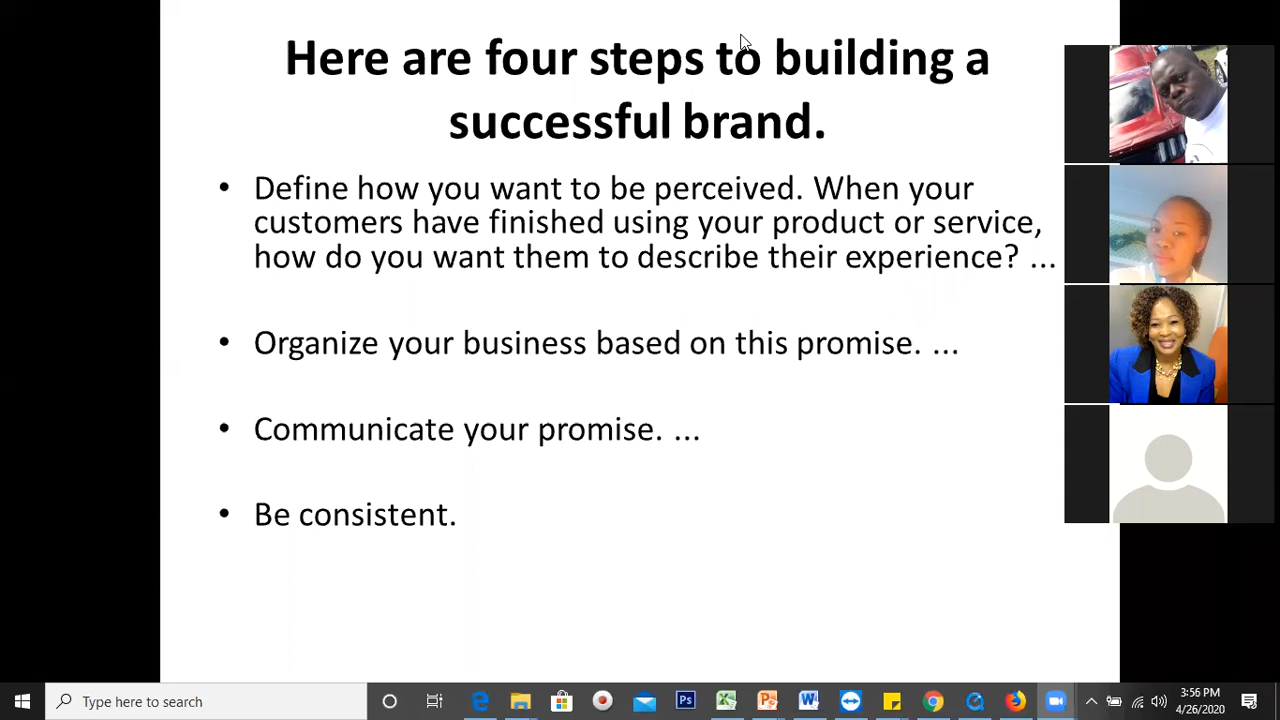 Here are four steps to building a
successful brand.
• Define how you want to be perceived. When your
customers have finished using your product or service,
how do you want them to describe their experience? ...
• Organize your business based on this promise. ...
• Communicate your promise. ...
• Be consistent.
Type here to search
Ps
3:56 PM
4/26/2020